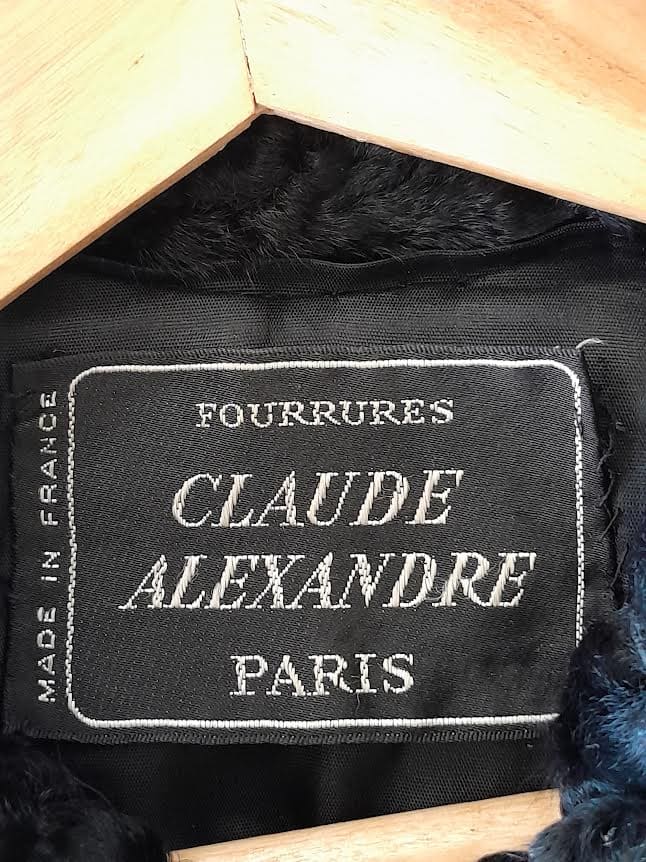 FOURRURES
CLAUDE
ALEXANDRE
PARIS
MADE IN FRANCE